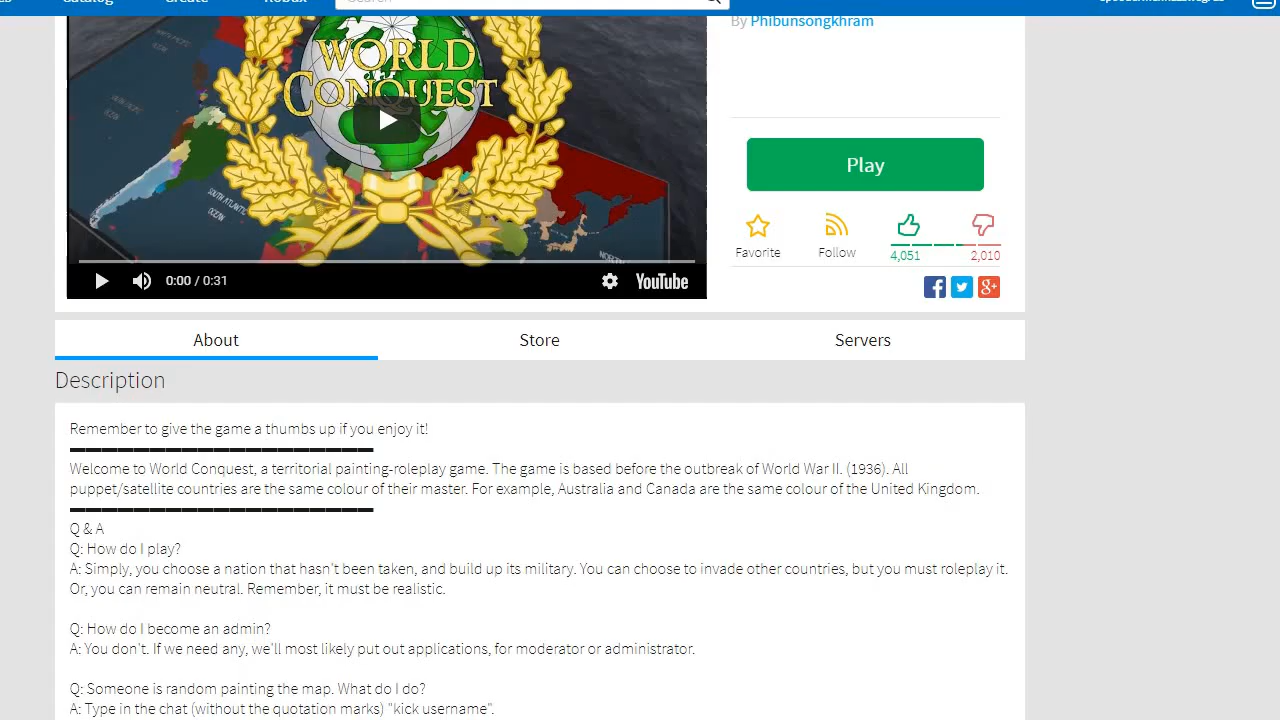 Catalog Create Robux Search
By Phibunsongkhram
WORLD
CONQUEST
SOUTH ATLANTIC
OCEAN
Play
Favorite Follow 4,051 2,010
0:00 / 0:31 YouTube
About Store Servers
Description
Remember to give the game a thumbs up if you enjoy it!
Welcome to World Conquest, a territorial painting-roleplay game. The game is based before the outbreak of World War II. (1936). All
puppet/satellite countries are the same colour of their master. For example, Australia and Canada are the same colour of the United Kingdom.
Q & A
Q: How do I play?
A: Simply, you choose a nation that hasn't been taken, and build up its military. You can choose to invade other countries, but you must roleplay it.
Or, you can remain neutral. Remember, it must be realistic.
Q: How do I become an admin?
A: You don't. If we need any, we'll most likely put out applications, for moderator or administrator.
Q: Someone is random painting the map. What do I do?
A: Type in the chat (without the quotation marks) "kick username".